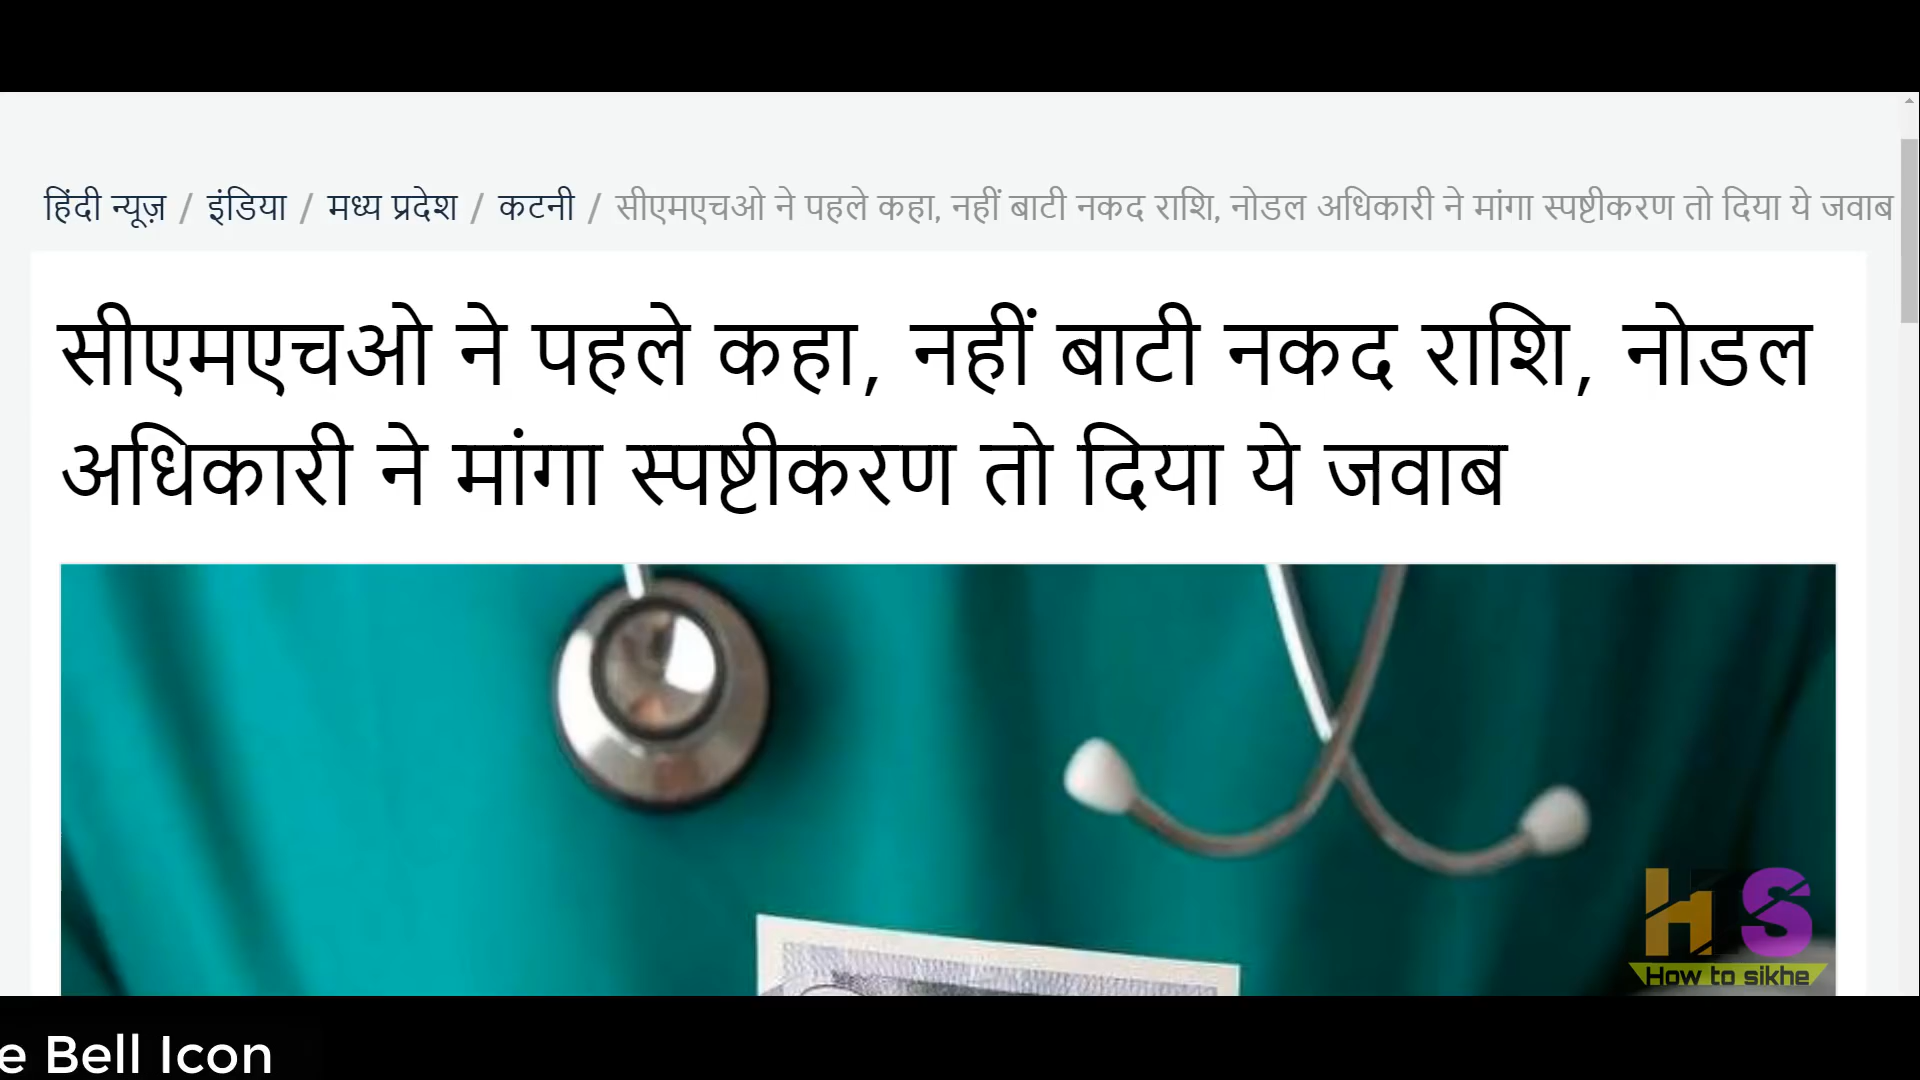 हिंदी न्यूज़ / इंडिया / मध्य प्रदेश / कटनी / सीएमएचओ ने पहले कहा, नहीं बाटी नकद राशि, नोडल अधिकारी ने मांगा स्पष्टीकरण तो दिया ये जवाब
सीएमएचओ ने पहले कहा, नहीं बाटी नकद राशि, नोडल
अधिकारी ने मांगा स्पष्टीकरण तो दिया ये जवाब
HTS
How to sikhe
e Bell Icon